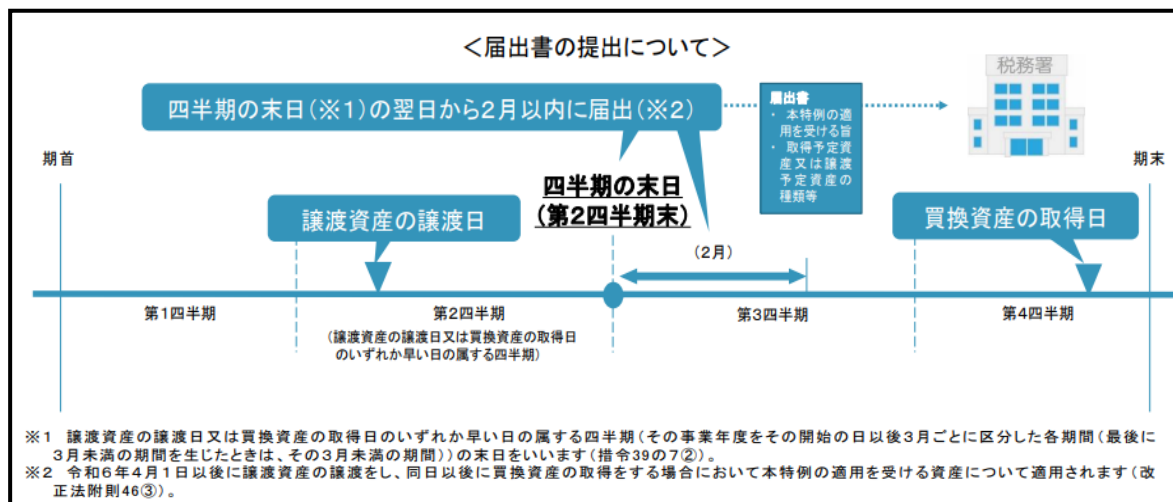 <届出書の提出について>
税務署
四半期の末日(※1)の翌日から2月以内に届出(※2)
届出書
・ 本特例の適
用を受ける旨
・ 取得予定資
産又は譲渡
予定資産の
種類等
期首
期末
四半期の末日
(第2四半期末)
譲渡資産の譲渡日
買換資産の取得日
(2月)
第1四半期
第2四半期
第3四半期
第4四半期
(譲渡資産の譲渡日又は買換資産の取得日
のいずれか早い日の属する四半期)
※1 譲渡資産の譲渡日又は買換資産の取得日のいずれか早い日の属する四半期(その事業年度をその開始の日以後3月ごとに区分した各期間(最後に
3月未満の期間を生じたときは、その3月未満の期間))の末日をいいます(措令39の7②)。
※2 令和6年4月1日以後に譲渡資産の譲渡をし、同日以後に買換資産の取得をする場合において本特例の適用を受ける資産について適用されます(改
正法附則46③)。